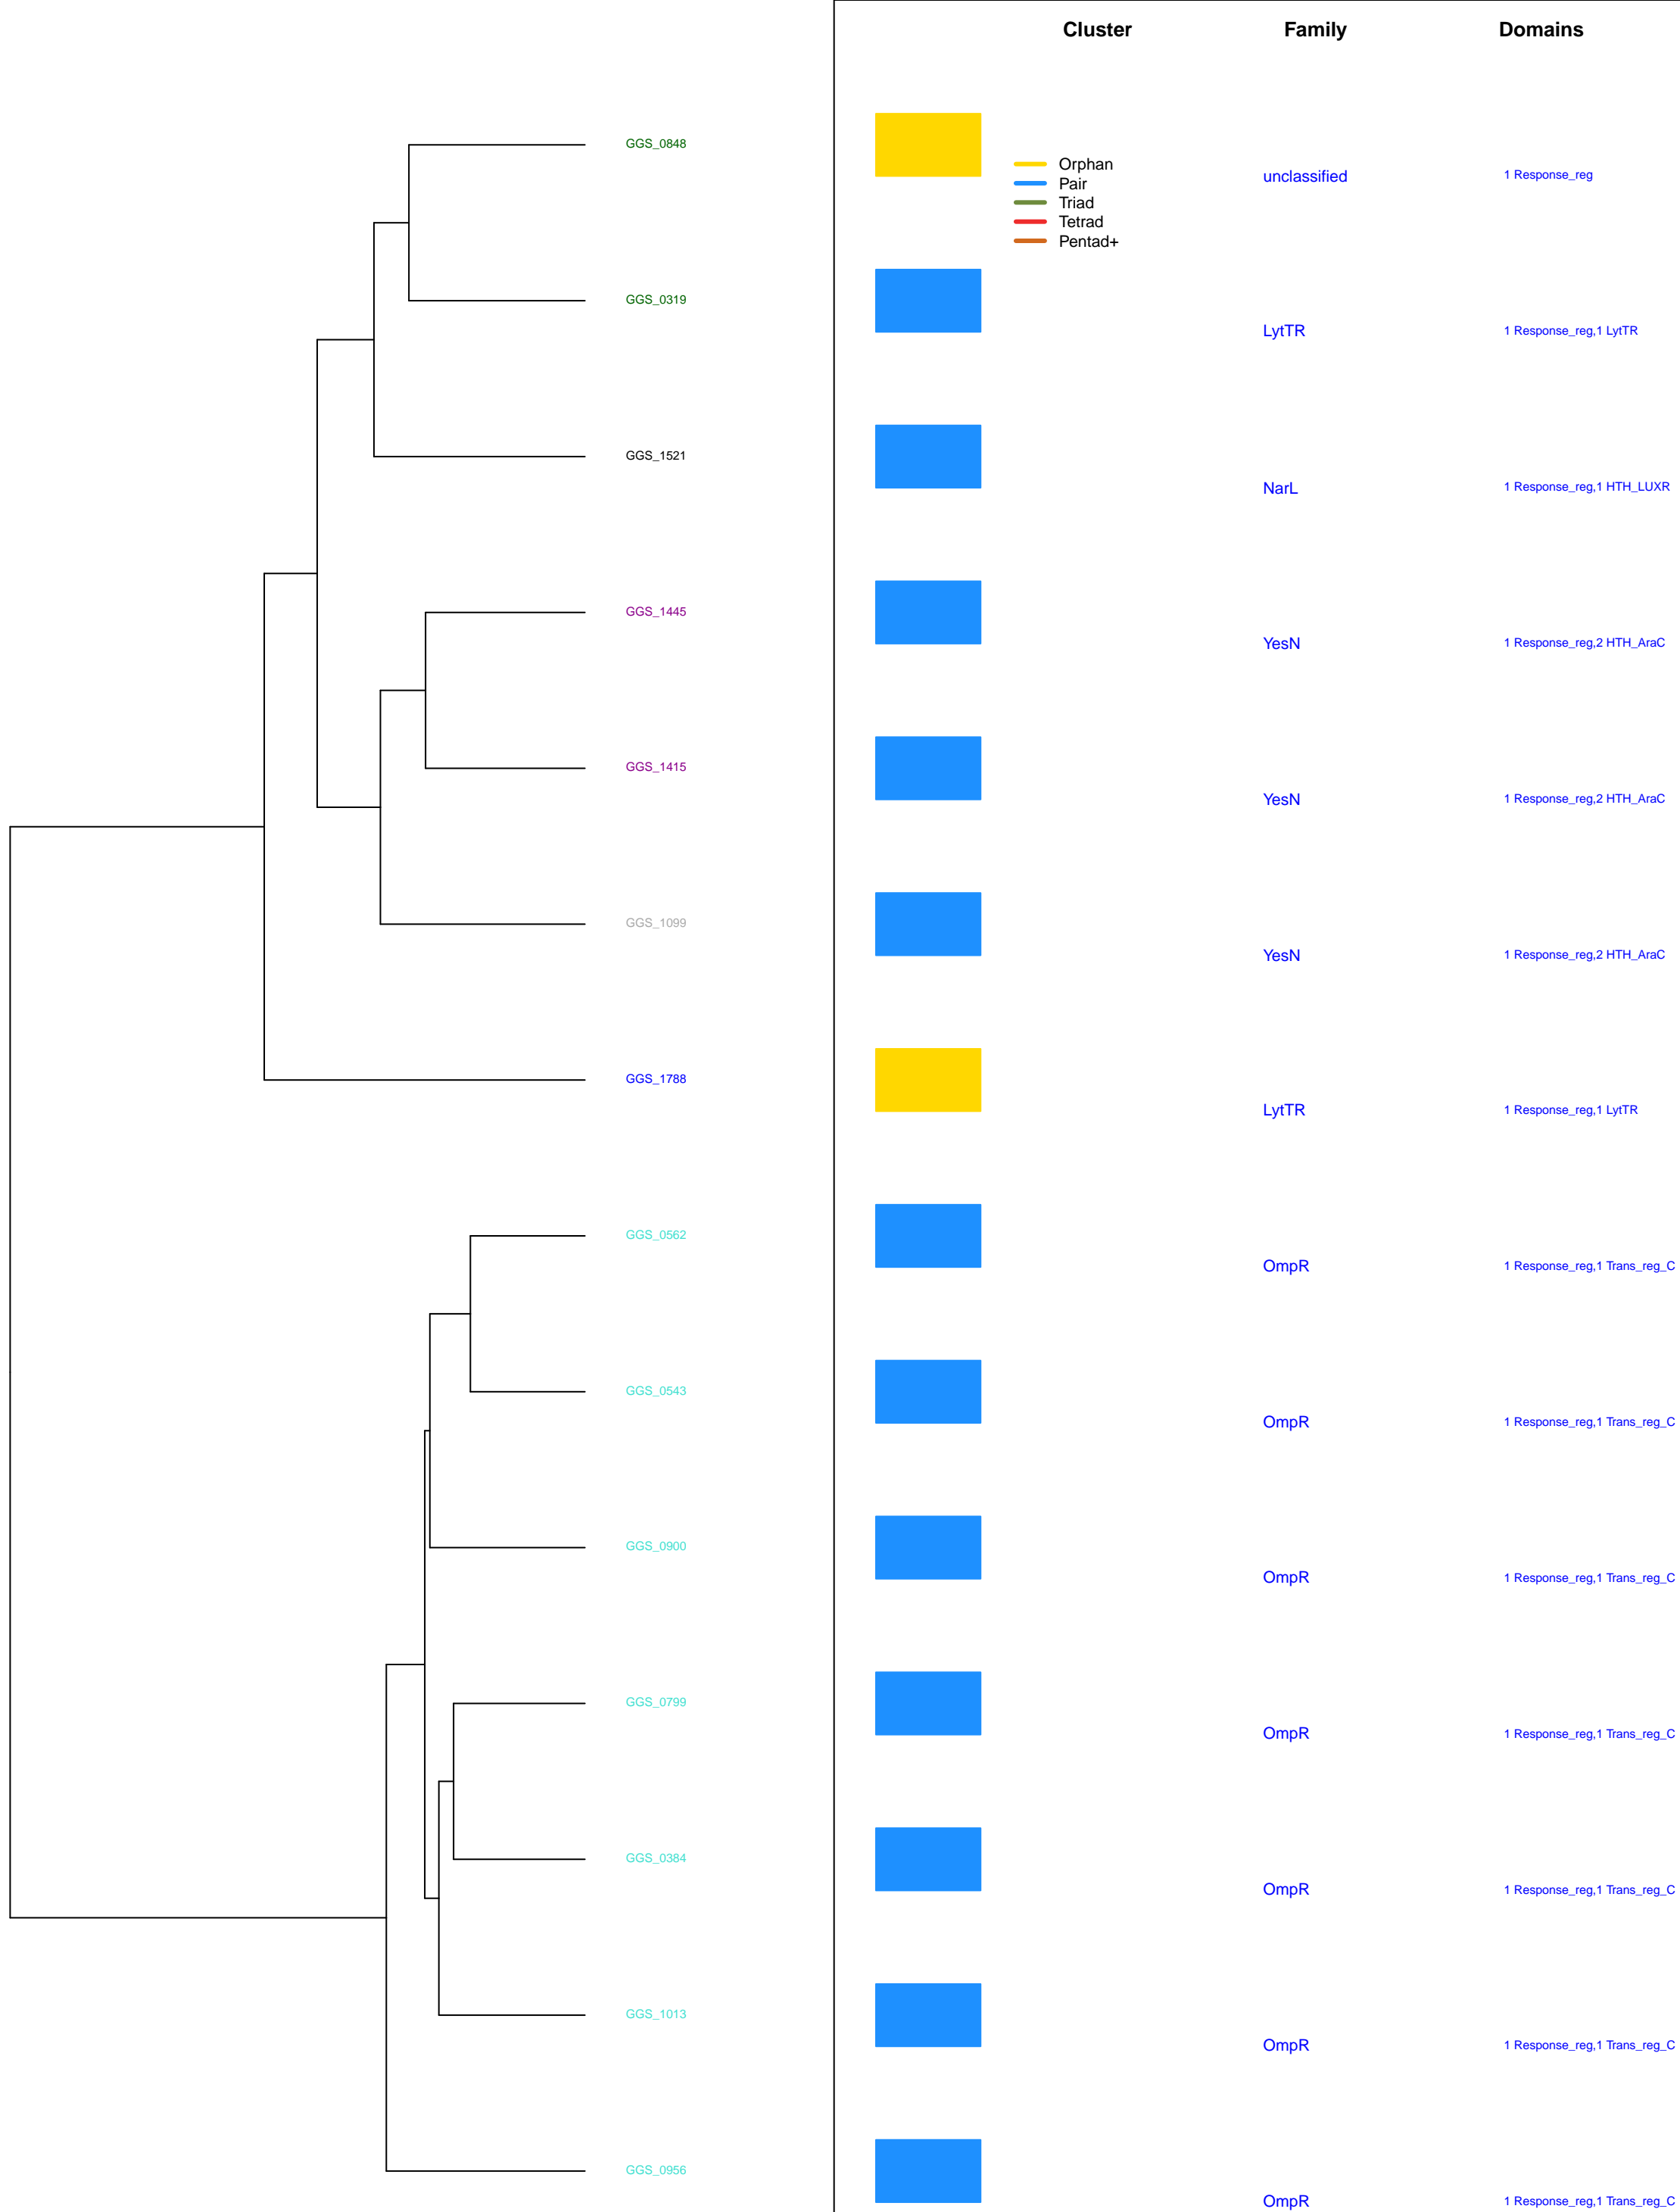 Cluster Family Domains
GGS_0848
Orphan
Pair
Triad
Tetrad
Pentad+
unclassified 1 Response_reg
GGS_0319
LytTR 1 Response_reg,1 LytTR
GGS_1521
NarL 1 Response_reg,1 HTH_LUXR
GGS_1445
YesN 1 Response_reg,2 HTH_AraC
GGS_1415
YesN 1 Response_reg,2 HTH_AraC
GGS_1099
YesN 1 Response_reg,2 HTH_AraC
GGS_1788
LytTR 1 Response_reg,1 LytTR
GGS_0562
OmpR 1 Response_reg,1 Trans_reg_C
GGS_0543
OmpR 1 Response_reg,1 Trans_reg_C
GGS_0900
OmpR 1 Response_reg,1 Trans_reg_C
GGS_0799
OmpR 1 Response_reg,1 Trans_reg_C
GGS_0384
OmpR 1 Response_reg,1 Trans_reg_C
GGS_1013
OmpR 1 Response_reg,1 Trans_reg_C
GGS_0956
OmpR 1 Response_reg,1 Trans_reg_C